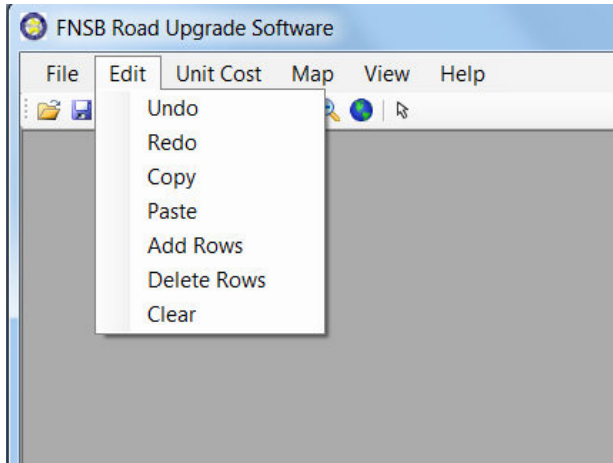 FNSB Road Upgrade Software
File Edit Unit Cost Map View Help
Undo
Redo
Copy
Paste
Add Rows
Delete Rows
Clear